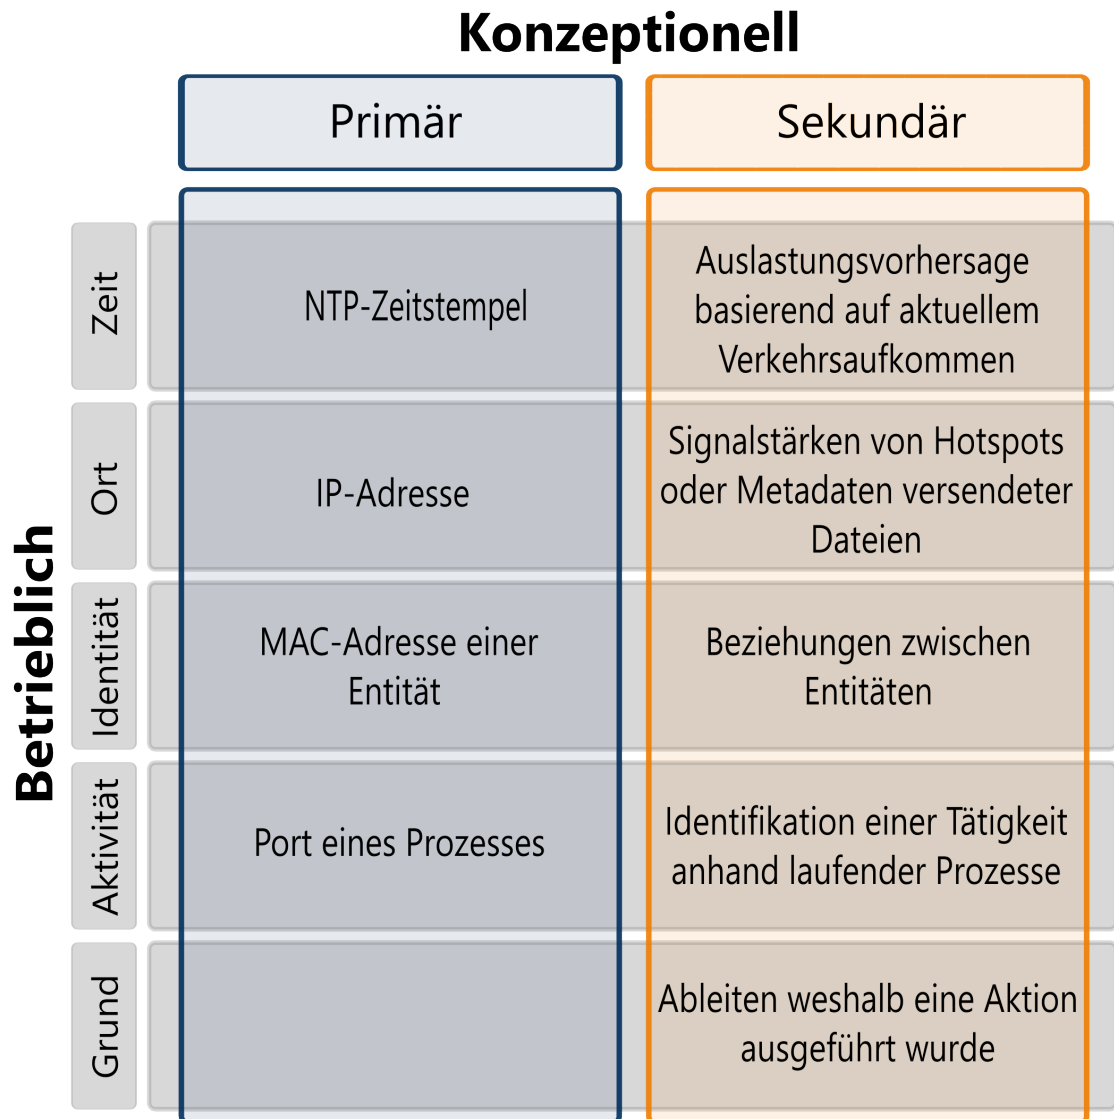 Konzeptionell
Primär
Sekundär
Betrieblich
Zeit
NTP-Zeitstempel
Auslastungsvorhersage
basierend auf aktuellem
Verkehrsaufkommen
Ort
IP-Adresse
Signalstärken von Hotspots
oder Metadaten versendeter
Dateien
Identität
MAC-Adresse einer
Entität
Beziehungen zwischen
Entitäten
Aktivität
Port eines Prozesses
Identifikation einer Tätigkeit
anhand laufender Prozesse
Grund
Ableiten weshalb eine Aktion
ausgeführt wurde